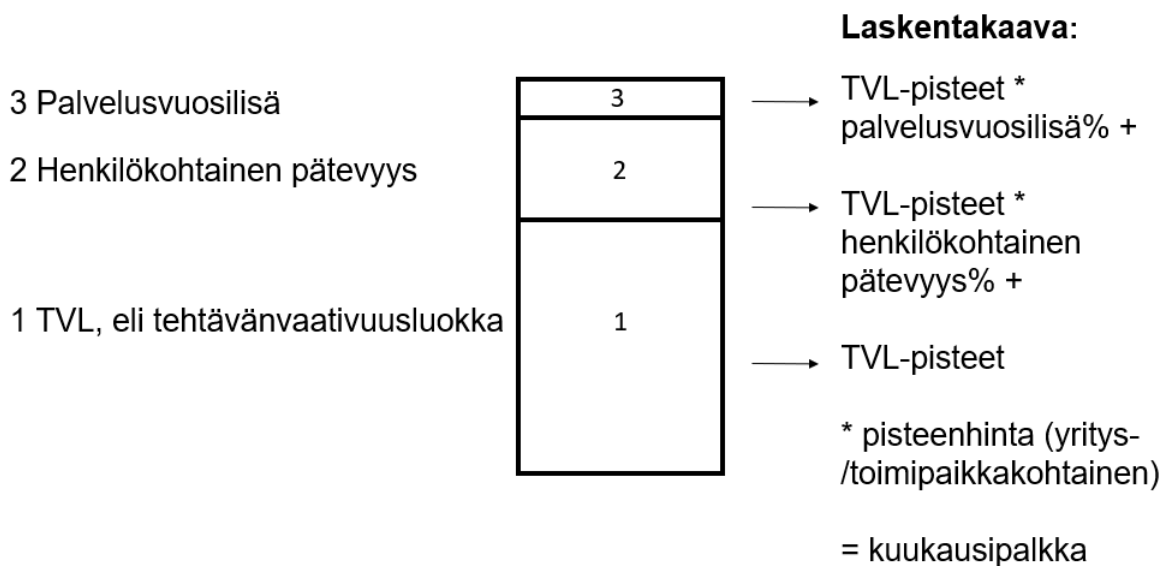 Laskentakaava:
3 Palvelusvuosilisä
3
TVL-pisteet *
palvelusvuosilisä% +
2 Henkilökohtainen pätevyys
2
TVL-pisteet *
henkilökohtainen
pätevyys% +
1 TVL, eli tehtävänvaativuusluokka
1
TVL-pisteet
* pisteenhinta (yritys-
/toimipaikkakohtainen)
= kuukausipalkka